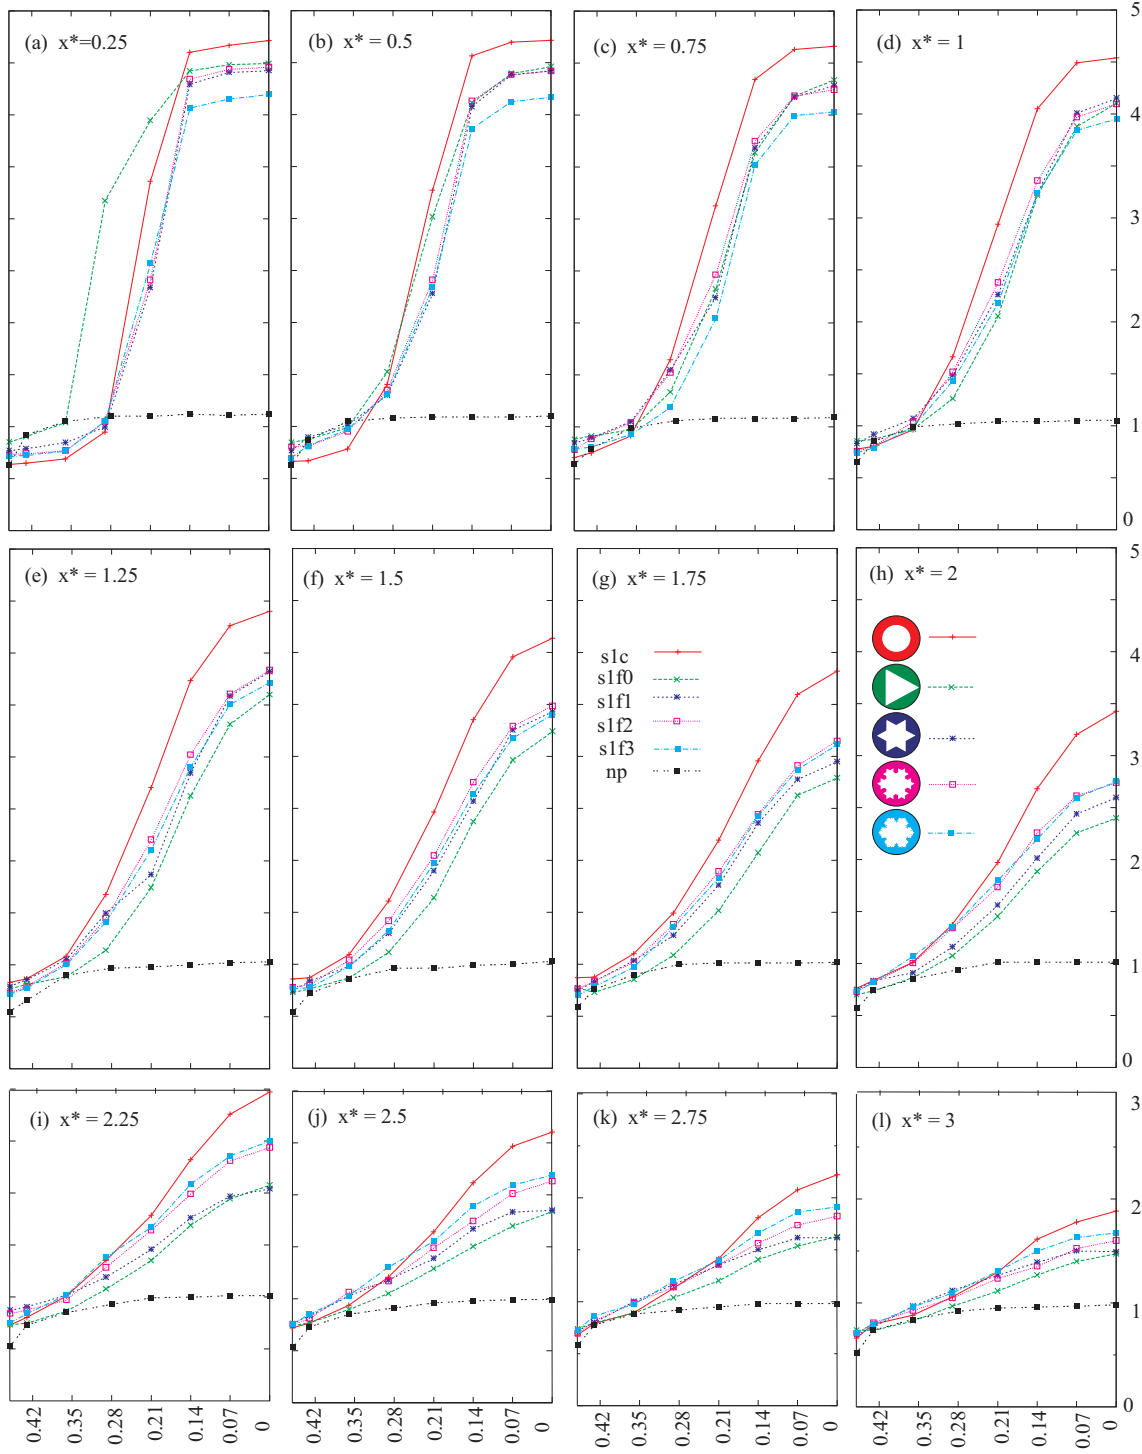 (a) x*=0.25
(b) x* = 0.5
(c) x* = 0.75
(d) x* = 1
5
4
3
2
1
0
(e) x* = 1.25
(f) x* = 1.5
(g) x* = 1.75
(h) x* = 2
s1c
s1f0
s1f1
s1f2
s1f3
np
5
4
3
2
1
0
(i) x* = 2.25
(j) x* = 2.5
(k) x* = 2.75
(l) x* = 3
3
2
1
0
0.42 0.35 0.28 0.21 0.14 0.07 0
0.42 0.35 0.28 0.21 0.14 0.07 0
0.42 0.35 0.28 0.21 0.14 0.07 0
0.42 0.35 0.28 0.21 0.14 0.07 0